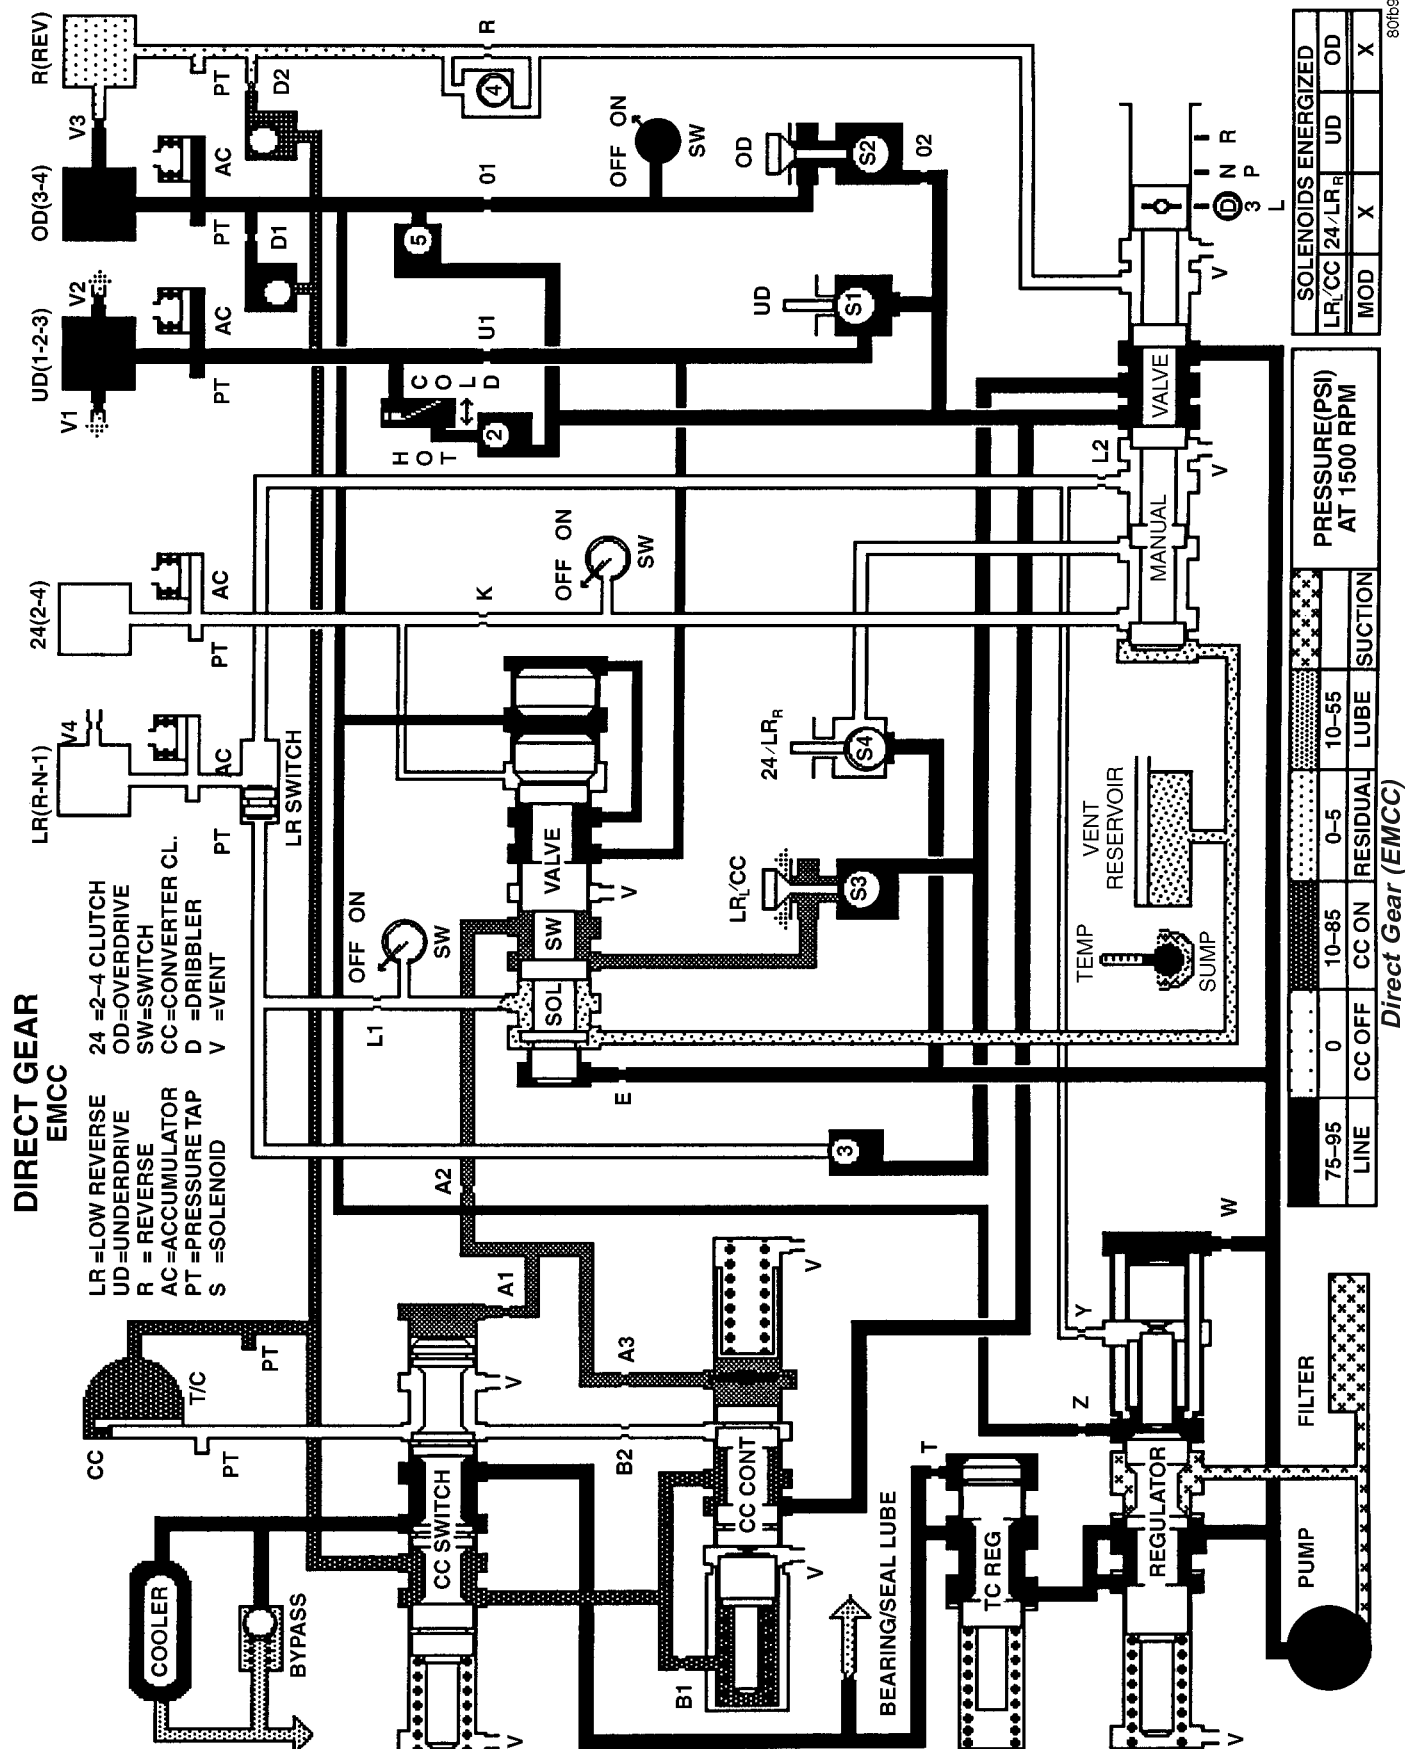 DIRECT GEAR
EMCC
LR =LOW REVERSE
UD=UNDERDRIVE
R =REVERSE
AC=ACCUMULATOR
PT =PRESSURE TAP
S =SOLENOID
24 =2–4 CLUTCH
OD=OVERDRIVE
SW=SWITCH
CC=CONVERTER CL.
D =DRIBBLER
V =VENT
LR(R-N-1)
V4
24(2-4)
UD(1-2-3)
V1
V2
OD(3-4)
V3
R(REV)
PT
AC
PT
AC
PT
AC
PT
AC
PT
D1
D2
LR SWITCH
CC
T/C
PT
PT
COOLER
BYPASS
OFF ON
SW
L1
K
OFF ON
SW
HOT
COLD
2
U1
5
01
R
4
OFF ON
SW
A2
A1
A3
V
CC SWITCH
V
B2
B1
CC CONT
V
V
E
SOL
SW
VALVE
V
3
LRL/CC
S3
24/LRR
S4
UD
S1
OD
S2
02
BEARING/SEAL LUBE
T
TC REG
Z
Y
W
REGULATOR
V
TEMP
SUMP
VENT
RESERVOIR
MANUAL
L2
V
VALVE
V
D N R
3 P
L
PUMP
FILTER
75–95 0 10–85 0–5 10–55
LINE CC OFF CC ON RESIDUAL LUBE SUCTION
PRESSURE(PSI)
AT 1500 RPM
SOLENOIDS ENERGIZED
LRL/CC 24/LRR UD OD
MOD X X
Direct Gear (EMCC)